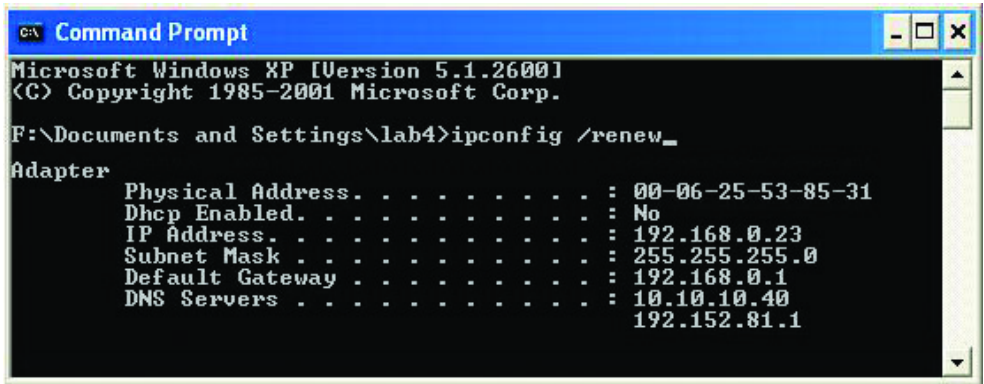 Command Prompt
Microsoft Windows XP [Version 5.1.2600]
(C) Copyright 1985-2001 Microsoft Corp.
F:\Documents and Settings\lab4>ipconfig /renew_
Adapter
Physical Address. . . . . . . . . : 00-06-25-53-85-31
Dhcp Enabled. . . . . . . . . . . : No
IP Address. . . . . . . . . . . . : 192.168.0.23
Subnet Mask . . . . . . . . . . . : 255.255.255.0
Default Gateway . . . . . . . . . : 192.168.0.1
DNS Servers . . . . . . . . . . . : 10.10.10.40
192.152.81.1